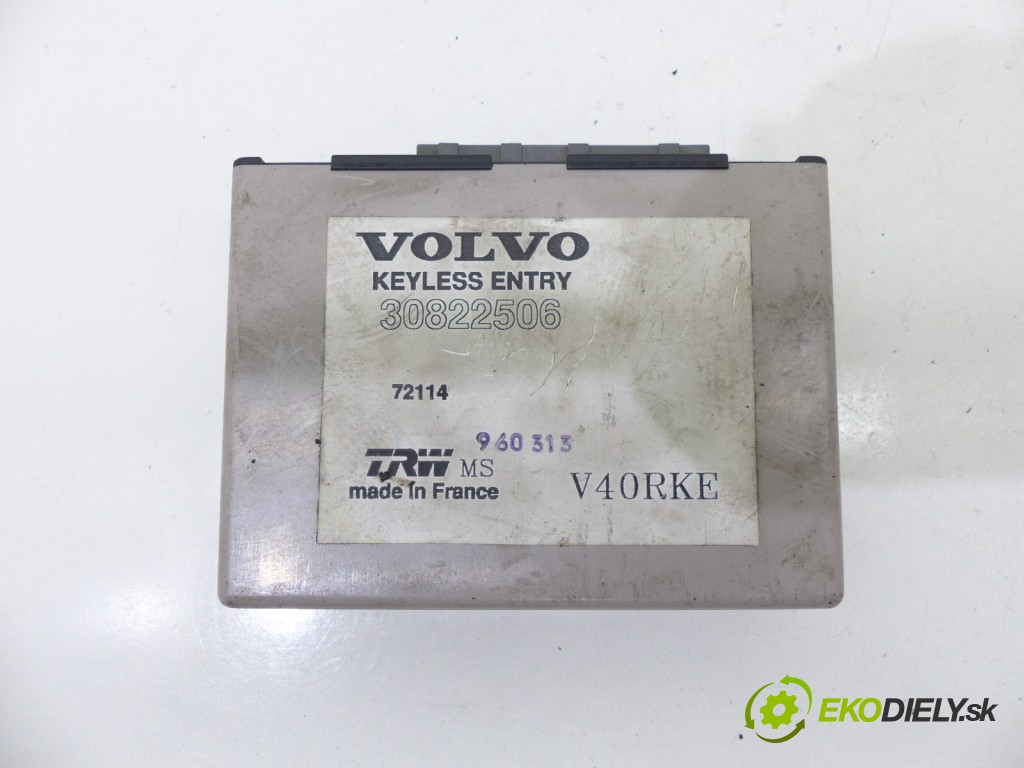 VOLVO
KEYLESS ENTRY
30822506
72114
960313
TRW MS
made in France
V40RKE
EKODIELY.sk